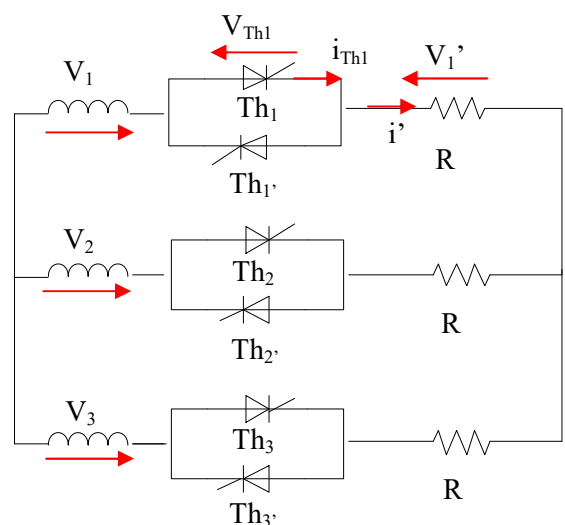 V_Th1
i_Th1
V₁
V₁’
Th₁
i’
R
Th₁’
V₂
Th₂
R
Th₂’
V₃
Th₃
R
Th₃’